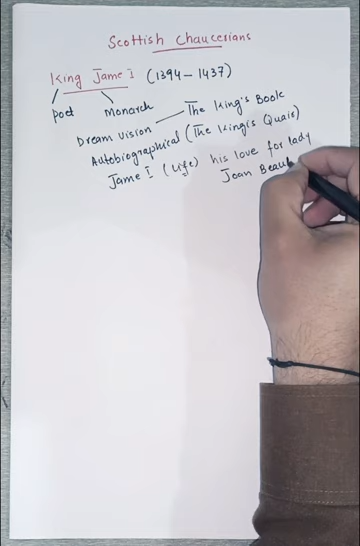 Scottish Chaucerians
King Jame I (1394-1437)
Poet Monarch
Dream Vision The King's Book
Autobiographical (The King's Quair)
Jame I (Life) his love for lady
Joan Beau